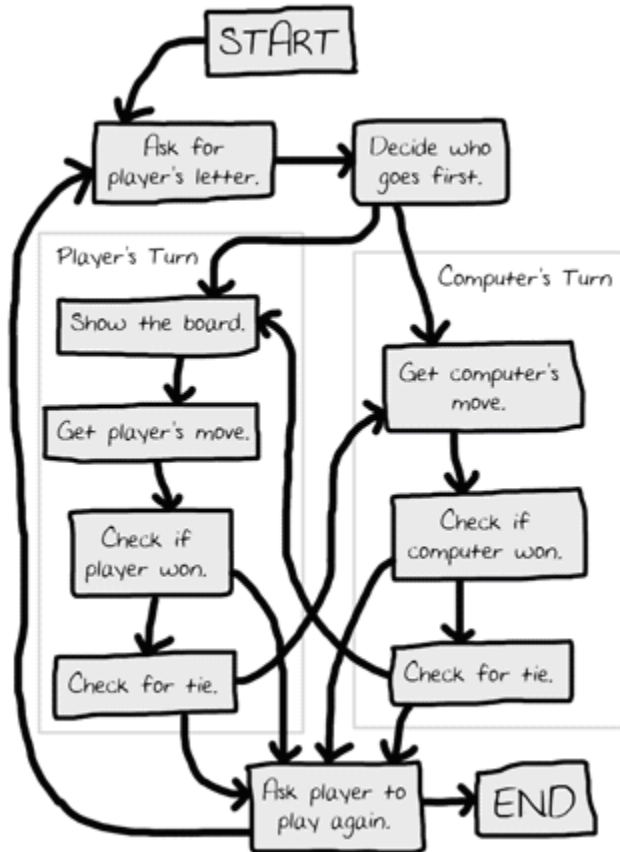 START
Ask for
player's letter.
Decide who
goes first.
Player's Turn
Show the board.
Get player's move.
Check if
player won.
Check for tie.
Computer's Turn
Get computer's
move.
Check if
computer won.
Check for tie.
Ask player to
play again.
END